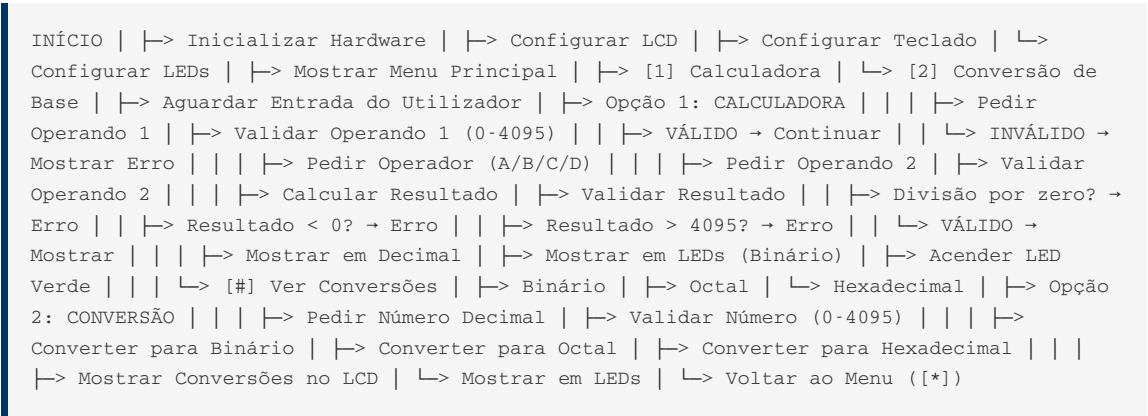 INÍCIO │ ├─> Inicializar Hardware │ ├─> Configurar LCD │ ├─> Configurar Teclado │ └─>
Configurar LEDs │ ├─> Mostrar Menu Principal │ ├─> [1] Calculadora │ └─> [2] Conversão de
Base │ ├─> Aguardar Entrada do Utilizador │ ├─> Opção 1: CALCULADORA │ │ │ ├─> Pedir
Operando 1 │ ├─> Validar Operando 1 (0-4095) │ │ ├─> VÁLIDO → Continuar │ │ └─> INVÁLIDO →
Mostrar Erro │ │ │ ├─> Pedir Operador (A/B/C/D) │ │ │ ├─> Pedir Operando 2 │ ├─> Validar
Operando 2 │ │ │ ├─> Calcular Resultado │ ├─> Validar Resultado │ │ ├─> Divisão por zero? →
Erro │ │ ├─> Resultado < 0? → Erro │ │ ├─> Resultado > 4095? → Erro │ │ └─> VÁLIDO →
Mostrar │ │ │ ├─> Mostrar em Decimal │ ├─> Mostrar em LEDs (Binário) │ ├─> Acender LED
Verde │ │ │ └─> [#] Ver Conversões │ ├─> Binário │ ├─> Octal │ └─> Hexadecimal │ ├─> Opção
2: CONVERSÃO │ │ │ ├─> Pedir Número Decimal │ ├─> Validar Número (0-4095) │ │ │ ├─>
Converter para Binário │ ├─> Converter para Octal │ ├─> Converter para Hexadecimal │ │ │
├─> Mostrar Conversões no LCD │ └─> Mostrar em LEDs │ └─> Voltar ao Menu ([*])